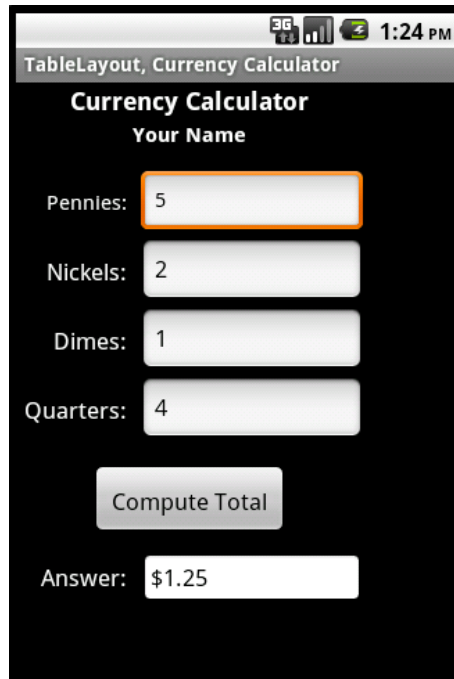 3G 1:24 PM
TableLayout, Currency Calculator
Currency Calculator
Your Name
Pennies: 5
Nickels: 2
Dimes: 1
Quarters: 4
Compute Total
Answer: $1.25